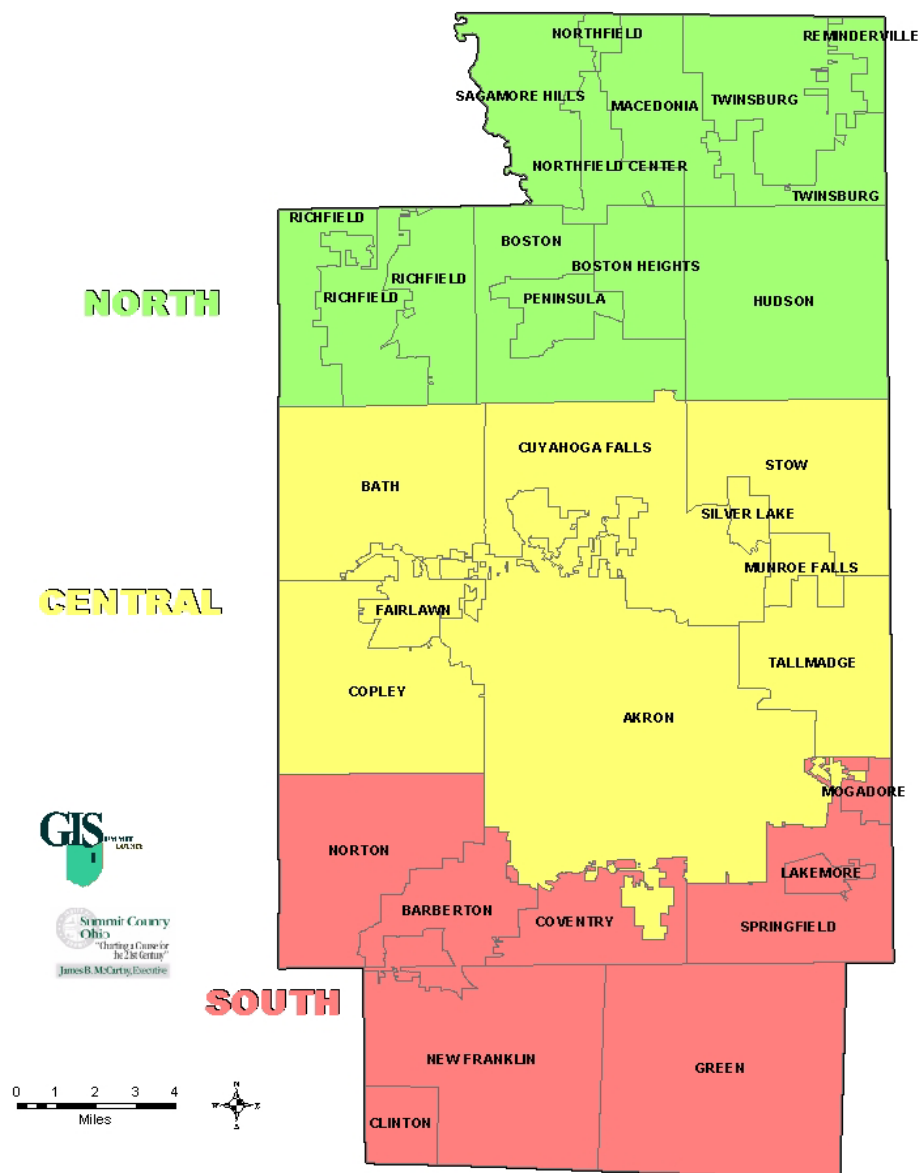 NORTHFIELD
REMINDERVILLE
SAGAMORE HILLS
MACEDONIA
TWINSBURG
NORTHFIELD CENTER
TWINSBURG
RICHFIELD
BOSTON
RICHFIELD
BOSTON HEIGHTS
NORTH
RICHFIELD
PENINSULA
HUDSON
CUYAHOGA FALLS
STOW
BATH
SILVER LAKE
MUNROE FALLS
CENTRAL
FAIRLAWN
TALLMADGE
COPLEY
AKRON
MOGADORE
GIS
SUMMIT
COUNTY
NORTON
LAKEMORE
BARBERTON
COVENTRY
SPRINGFIELD
Summit County
Ohio
"Charting a Course for
the 21st Century"
James B. McCarthy, Executive
SOUTH
NEW FRANKLIN
GREEN
CLINTON
0 1 2 3 4
Miles
N
W E
S